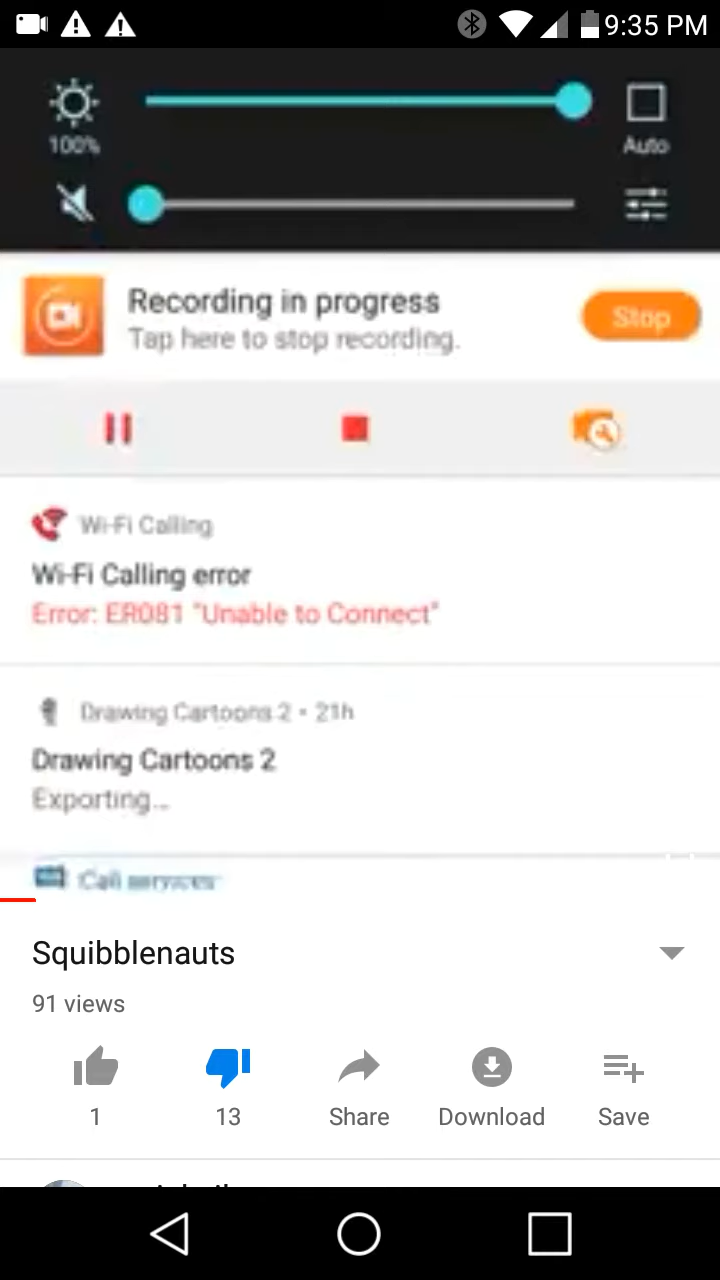 9:35 PM
100%
Auto
Recording in progress
Tap here to stop recording.
Stop
Wi-Fi Calling
Wi-Fi Calling error
Error: ER081 "Unable to Connect"
Drawing Cartoons 2 • 21h
Drawing Cartoons 2
Exporting...
Call services
Squibblenauts
91 views
1
13
Share
Download
Save